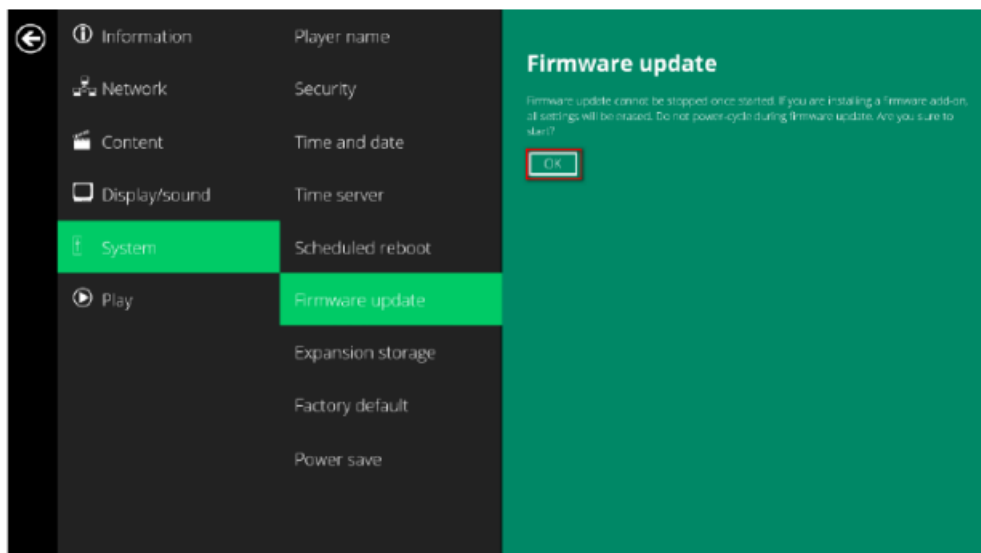 Information
Network
Content
Display/sound
System
Play
Player name
Security
Time and date
Time server
Scheduled reboot
Firmware update
Expansion storage
Factory default
Power save
Firmware update
Firmware update cannot be stopped once started. If you are installing a firmware add-on,
all settings will be erased. Do not power-cycle during firmware update. Are you sure to
start?
OK